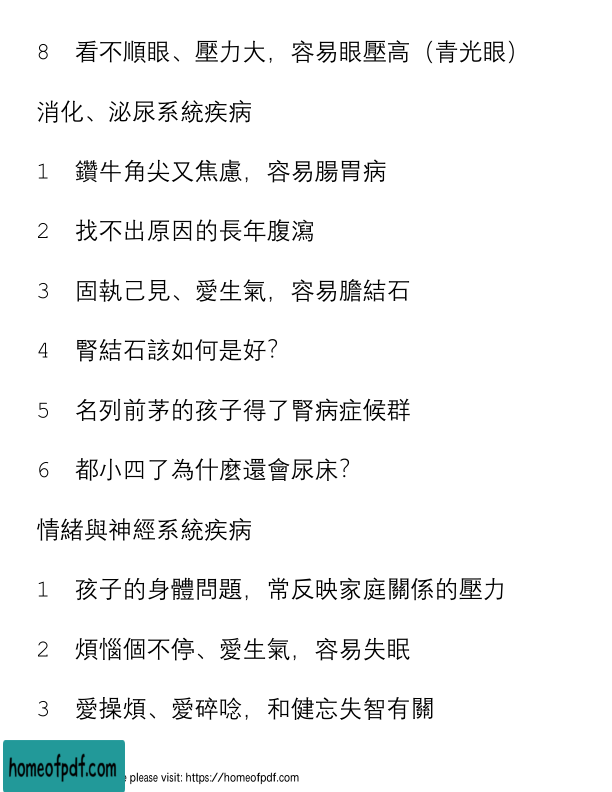 8 看不順眼、壓力大，容易眼壓高（青光眼）
消化、泌尿系統疾病
1 鑽牛角尖又焦慮，容易腸胃病
2 找不出原因的長年腹瀉
3 固執己見、愛生氣，容易膽結石
4 腎結石該如何是好？
5 名列前茅的孩子得了腎病症候群
6 都小四了為什麼還會尿床？
情緒與神經系統疾病
1 孩子的身體問題，常反映家庭關係的壓力
2 煩惱個不停、愛生氣，容易失眠
3 愛操煩、愛碎唸，和健忘失智有關
homeofpdf.com
please visit: https://homeofpdf.com